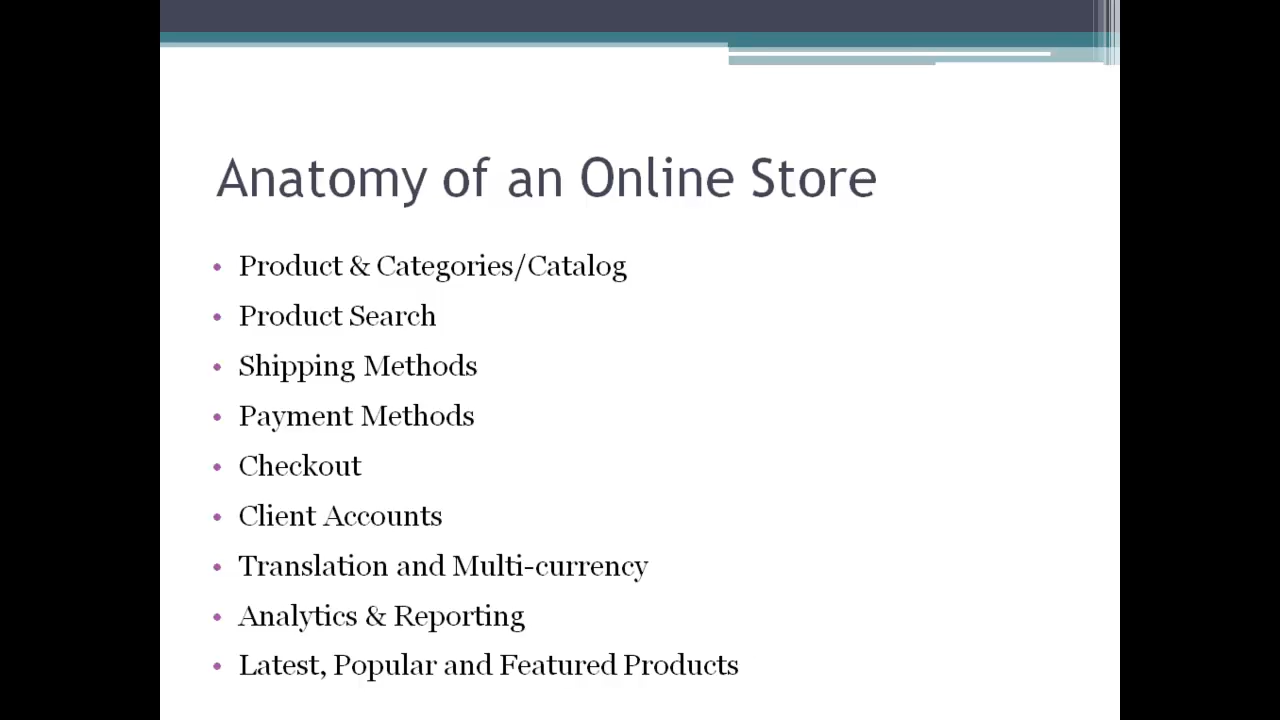 Anatomy of an Online Store
• Product & Categories/Catalog
• Product Search
• Shipping Methods
• Payment Methods
• Checkout
• Client Accounts
• Translation and Multi-currency
• Analytics & Reporting
• Latest, Popular and Featured Products